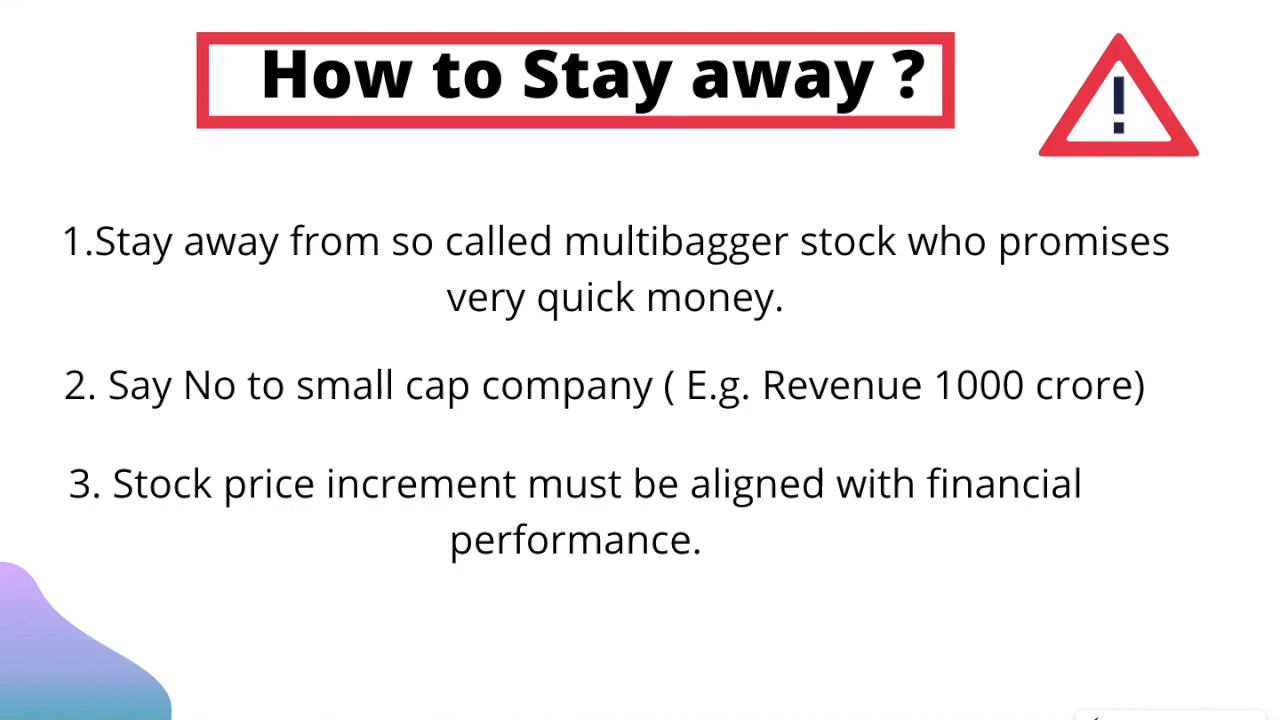 How to Stay away ?
!
1.Stay away from so called multibagger stock who promises
very quick money.
2. Say No to small cap company ( E.g. Revenue 1000 crore)
3. Stock price increment must be aligned with financial
performance.